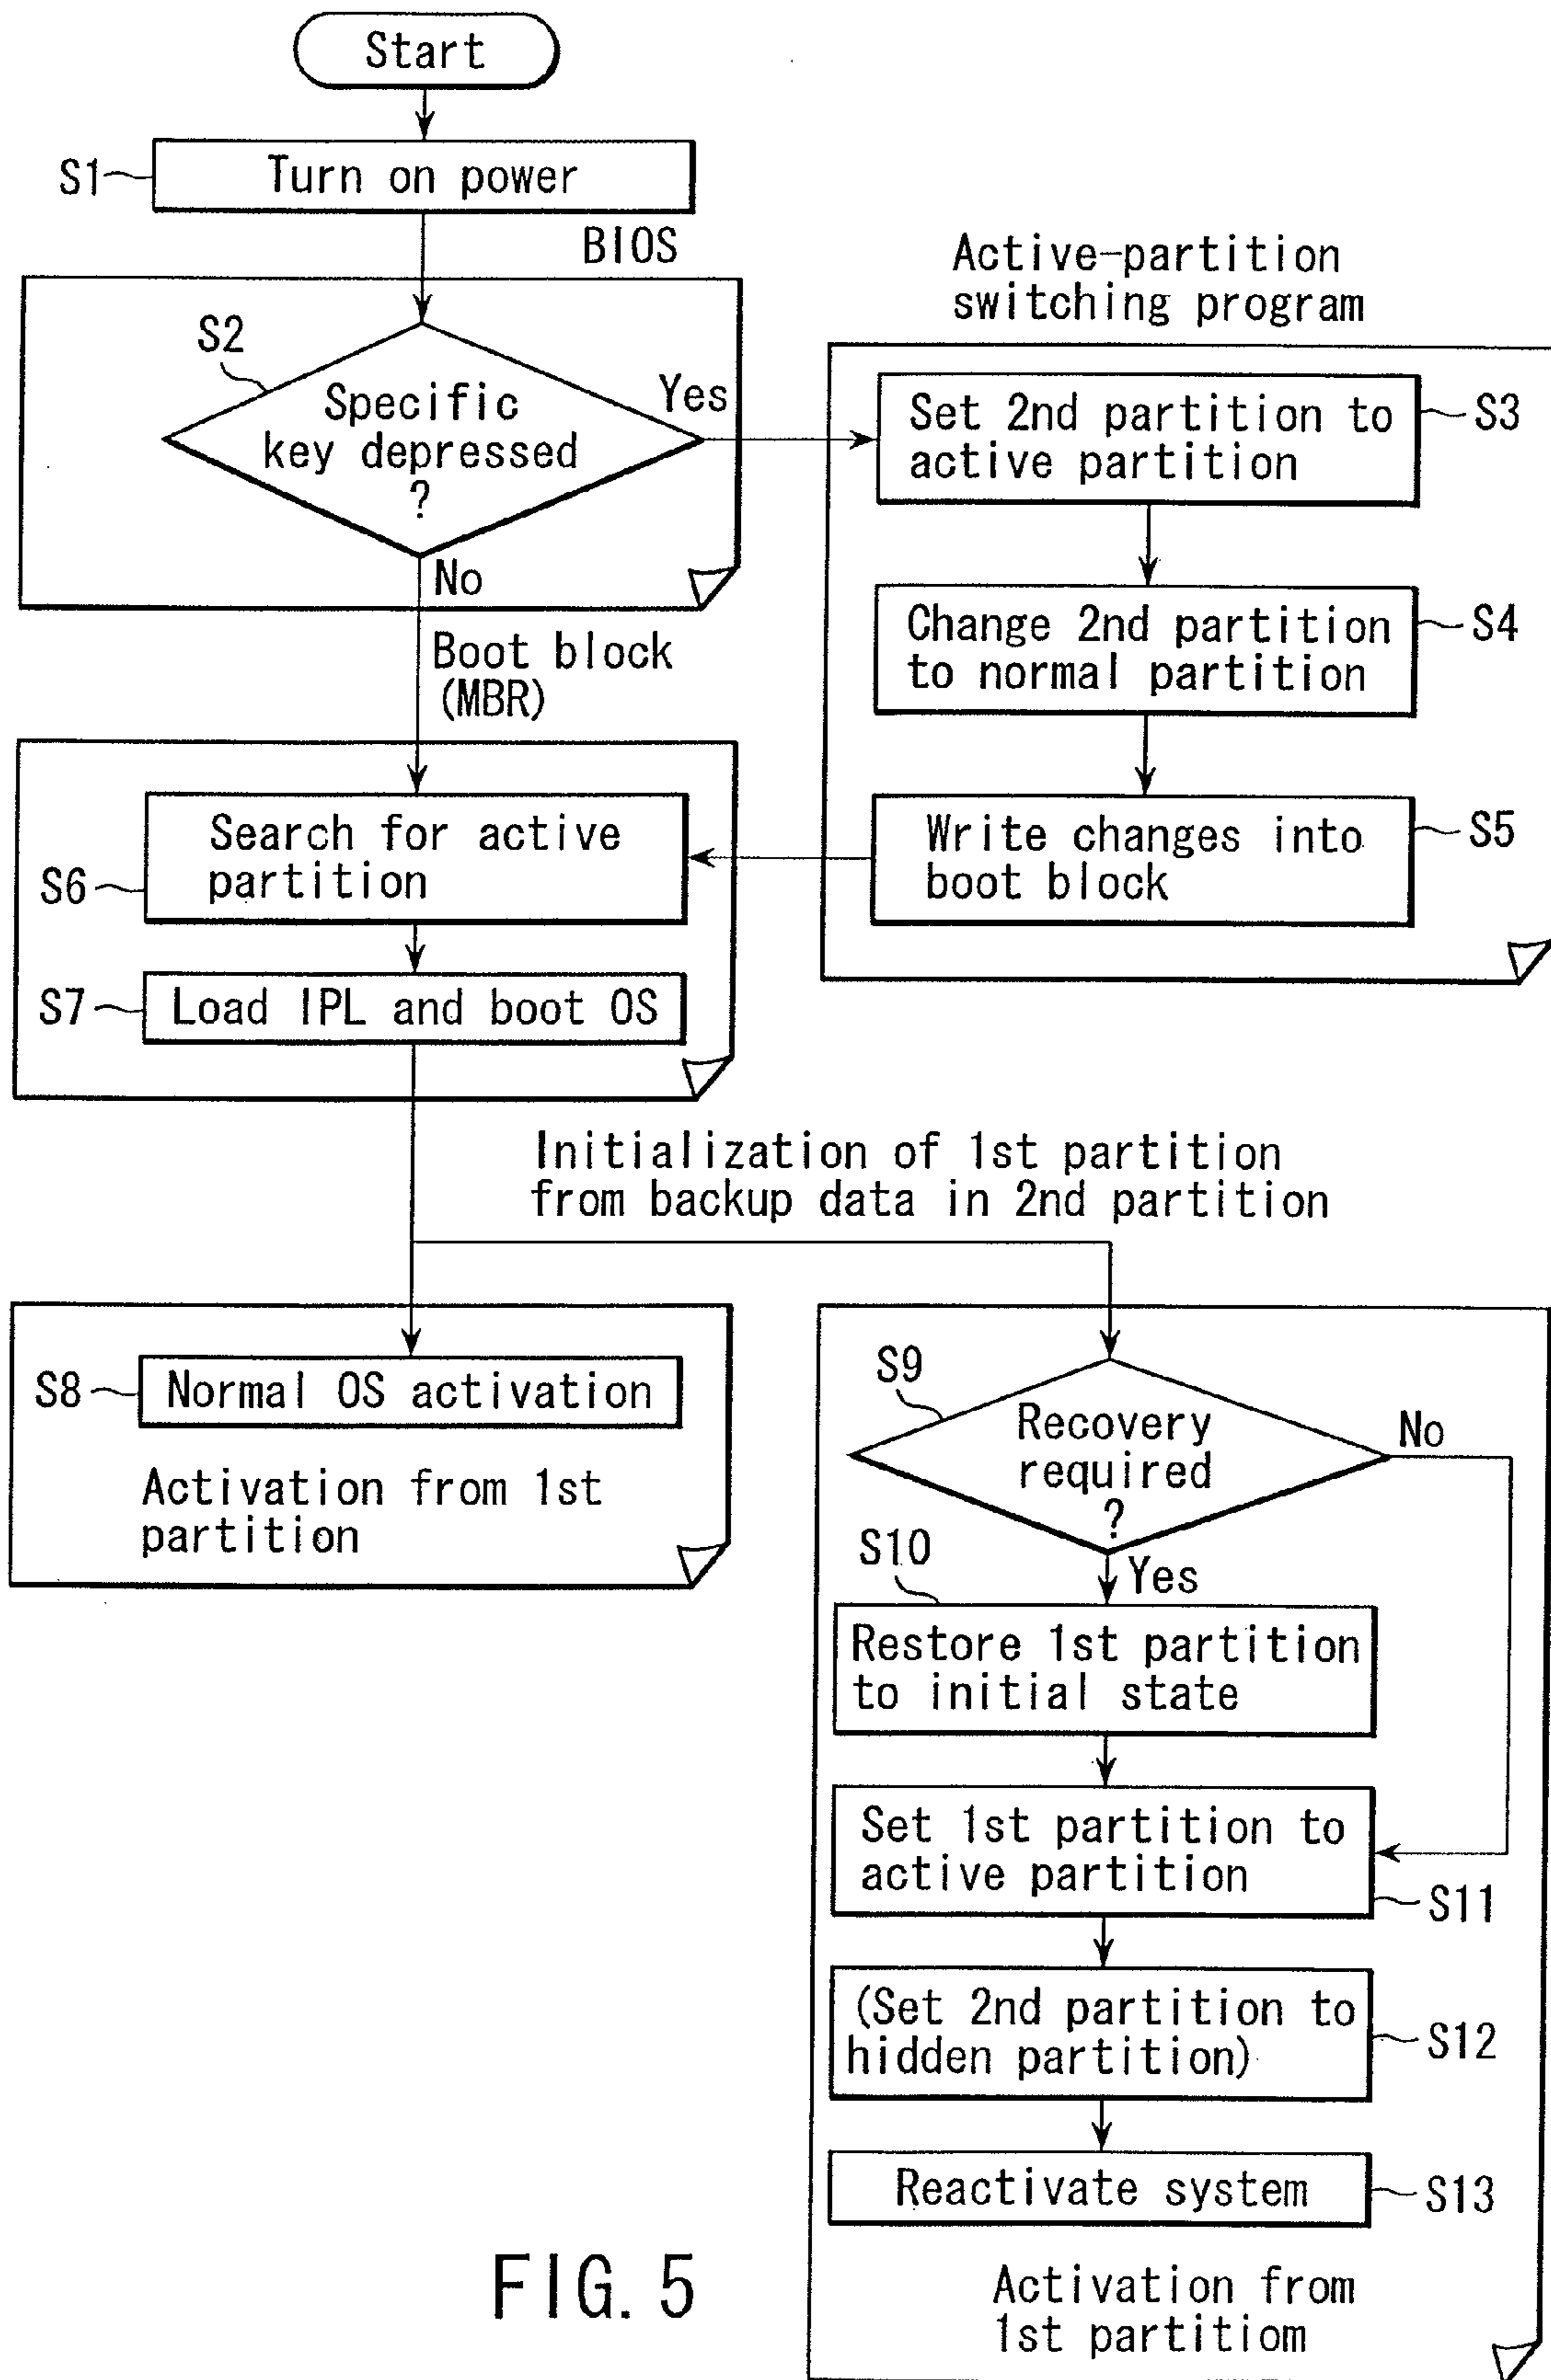 Start
S1
Turn on power
BIOS
S2
Specific
key depressed
?
Yes
No
Active-partition
switching program
Set 2nd partition to
active partition
S3
Change 2nd partition
to normal partition
S4
Write changes into
boot block
S5
Boot block
(MBR)
Search for active
partition
S6
S7
Load IPL and boot OS
Initialization of 1st partition
from backup data in 2nd partition
S8
Normal OS activation
Activation from 1st
partition
S9
Recovery
required
?
No
Yes
S10
Restore 1st partition
to initial state
Set 1st partition to
active partition
S11
(Set 2nd partition to
hidden partition)
S12
Reactivate system
S13
Activation from
1st partitiom
FIG. 5